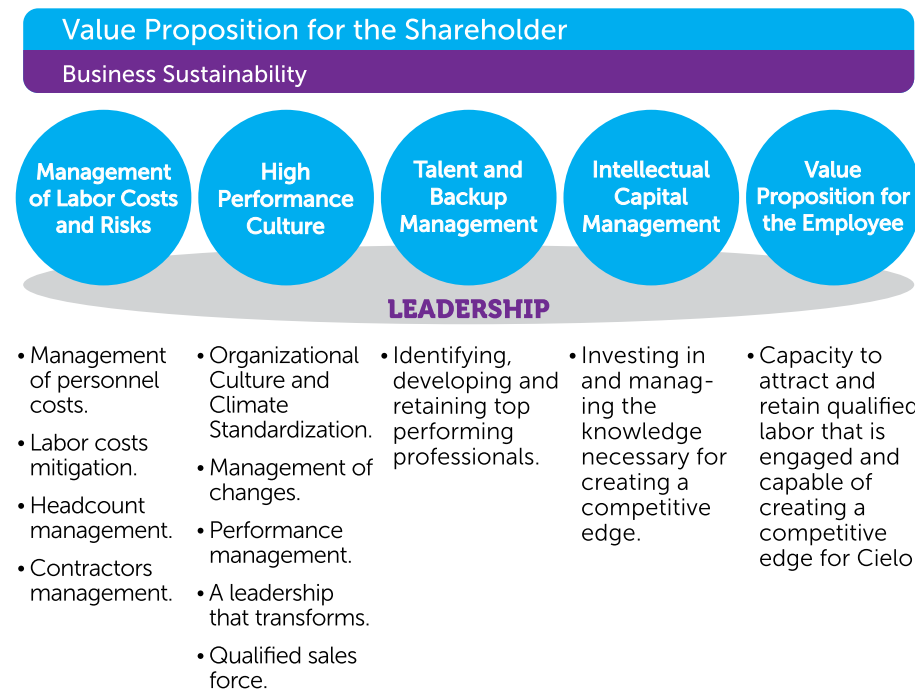 Value Proposition for the Shareholder
Business Sustainability
Management
of Labor Costs
and Risks
High
Performance
Culture
Talent and
Backup
Management
Intellectual
Capital
Management
Value
Proposition for
the Employee
LEADERSHIP
• Management
of personnel
costs.
• Labor costs
mitigation.
• Headcount
management.
• Contractors
management.
• Organizational
Culture and
Climate
Standardization.
• Management of
changes.
• Performance
management.
• A leadership
that transforms.
• Qualified sales
force.
• Identifying,
developing and
retaining top
performing
professionals.
• Investing in
and manag-
ing the
knowledge
necessary for
creating a
competitive
edge.
• Capacity to
attract and
retain qualified
labor that is
engaged and
capable of
creating a
competitive
edge for Cielo